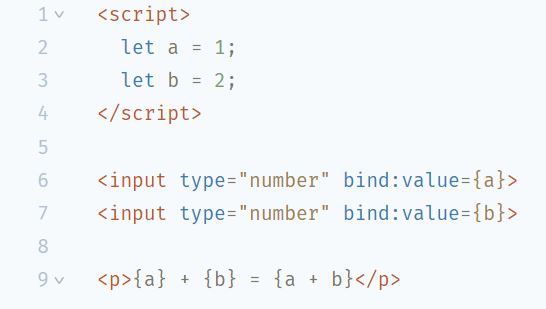 1 <script>
2 let a = 1;
3 let b = 2;
4 </script>
5
6 <input type="number" bind:value={a}>
7 <input type="number" bind:value={b}>
8
9 <p>{a} + {b} = {a + b}</p>